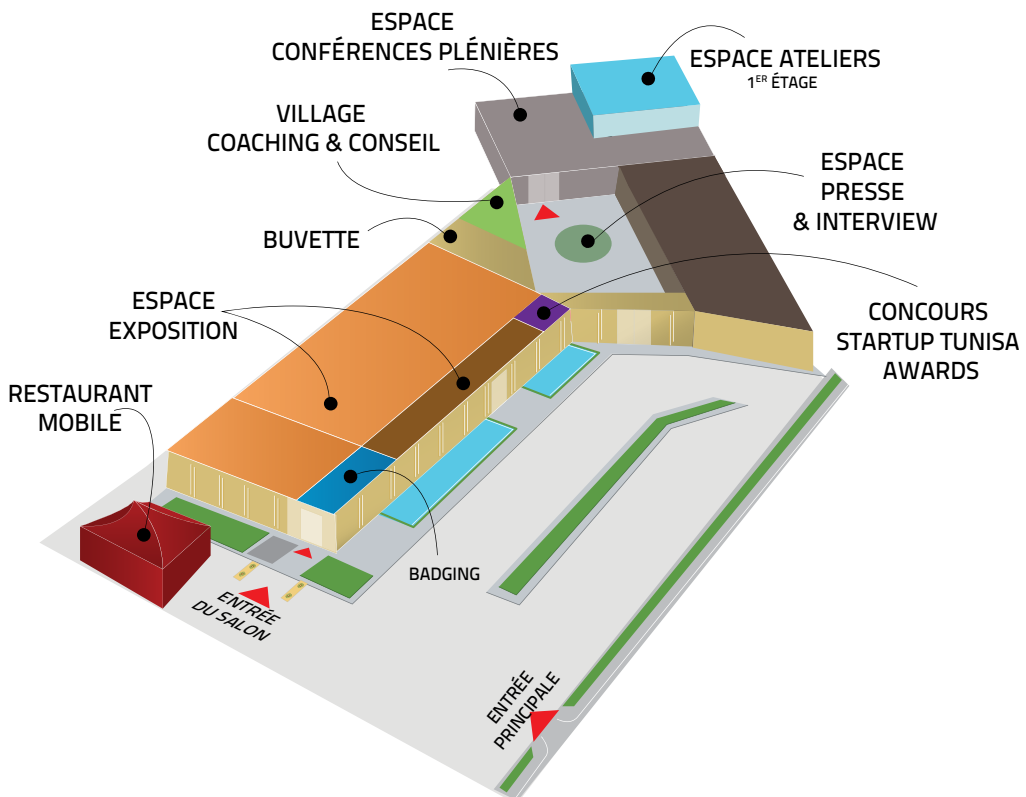 ESPACE
CONFÉRENCES PLÉNIÈRES
ESPACE ATELIERS
1ER ÉTAGE
VILLAGE
COACHING & CONSEIL
ESPACE
PRESSE
& INTERVIEW
BUVETTE
ESPACE
EXPOSITION
CONCOURS
STARTUP TUNISA
AWARDS
RESTAURANT
MOBILE
BADGING
ENTRÉE
DU SALON
ENTRÉE
PRINCIPALE